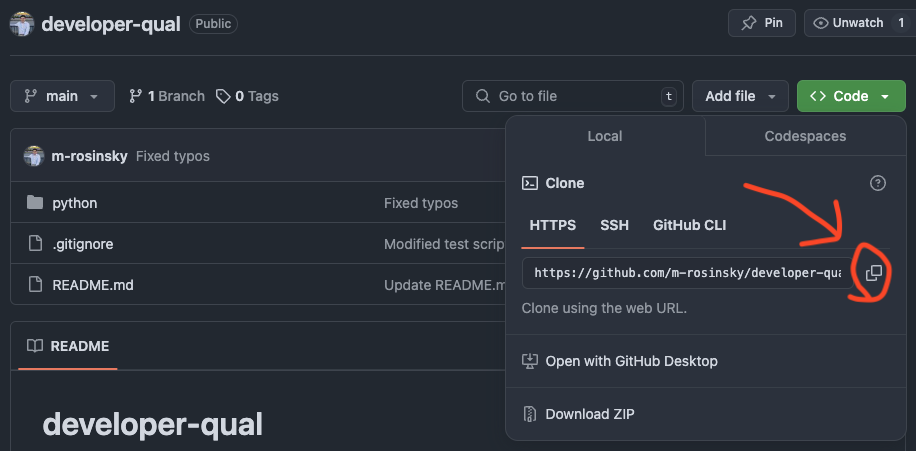 developer-qual Public Pin Unwatch 1
main 1 Branch 0 Tags Go to file t Add file Code
Local Codespaces
m-rosinsky Fixed typos
Clone
python Fixed typos
HTTPS SSH GitHub CLI
.gitignore Modified test scrip
https://github.com/m-rosinsky/developer-qua
README.md Update README.m
Clone using the web URL.
README
Open with GitHub Desktop
Download ZIP
developer-qual